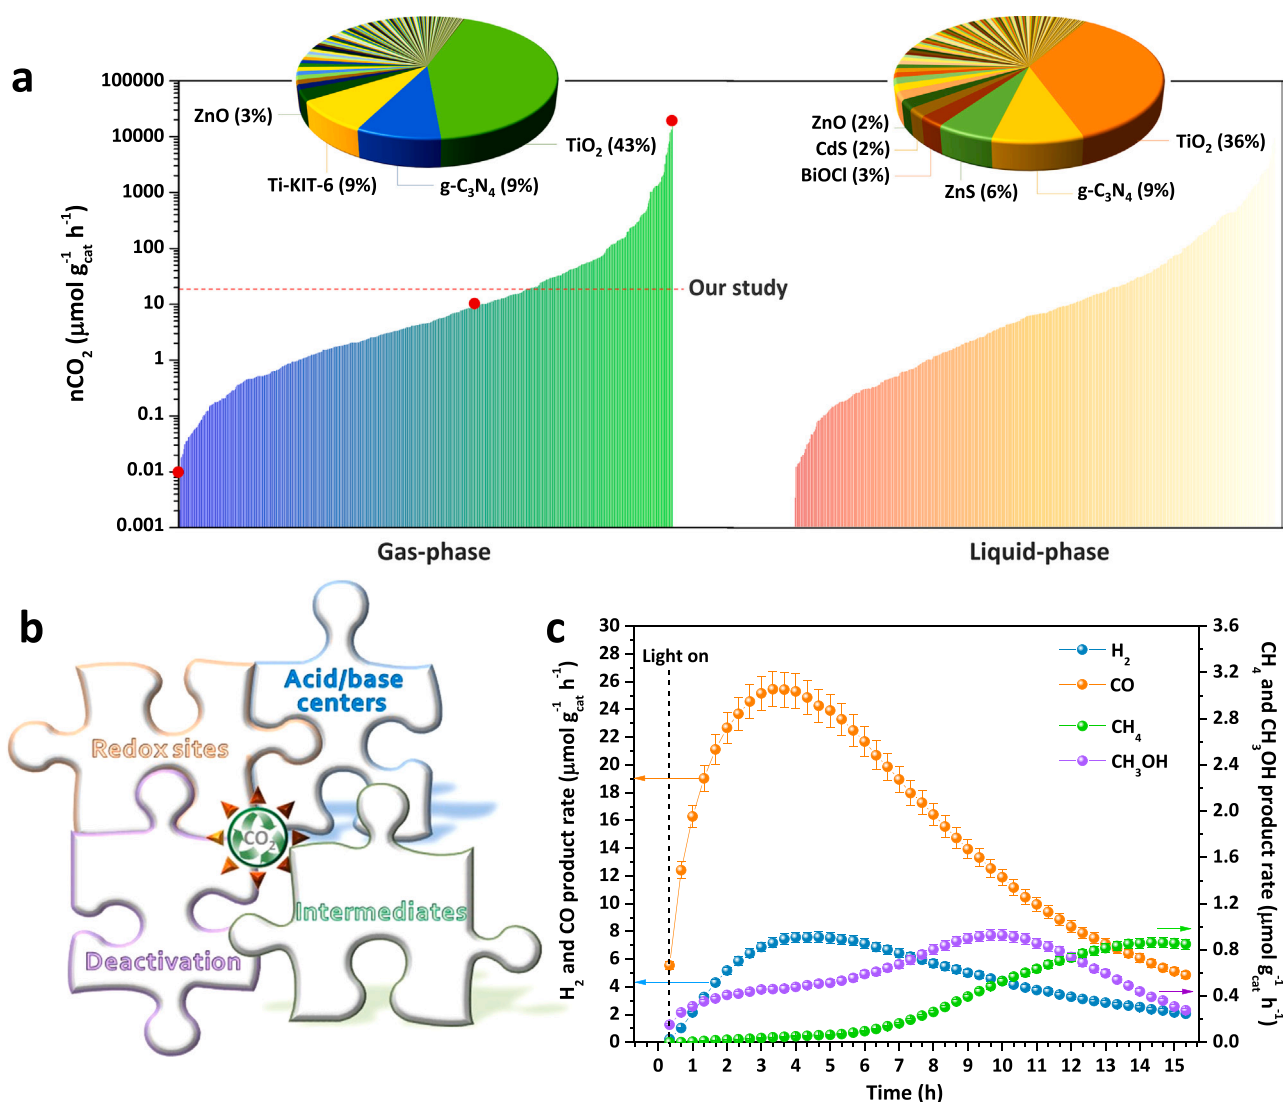 a
100000
10000
1000
100
10
1
0.1
0.01
0.001
nCO₂ (µmol g⁻¹cat h⁻¹)
ZnO (3%)
Ti-KIT-6 (9%)
g-C₃N₄ (9%)
TiO₂ (43%)
ZnO (2%)
CdS (2%)
BiOCl (3%)
ZnS (6%)
g-C₃N₄ (9%)
TiO₂ (36%)
Our study
Gas-phase
Liquid-phase
b
Acid/base
centers
Redox sites
CO₂
Intermediates
Deactivation
c
30
28
26
24
22
20
18
16
14
12
10
8
6
4
2
0
H₂ and CO product rate (µmol g⁻¹cat h⁻¹)
Light on
H₂
CO
CH₄
CH₃OH
3.6
3.2
2.8
2.4
2.0
1.6
1.2
0.8
0.4
0.0
CH₄ and CH₃OH product rate (µmol g⁻¹cat h⁻¹)
0 1 2 3 4 5 6 7 8 9 10 11 12 13 14 15
Time (h)